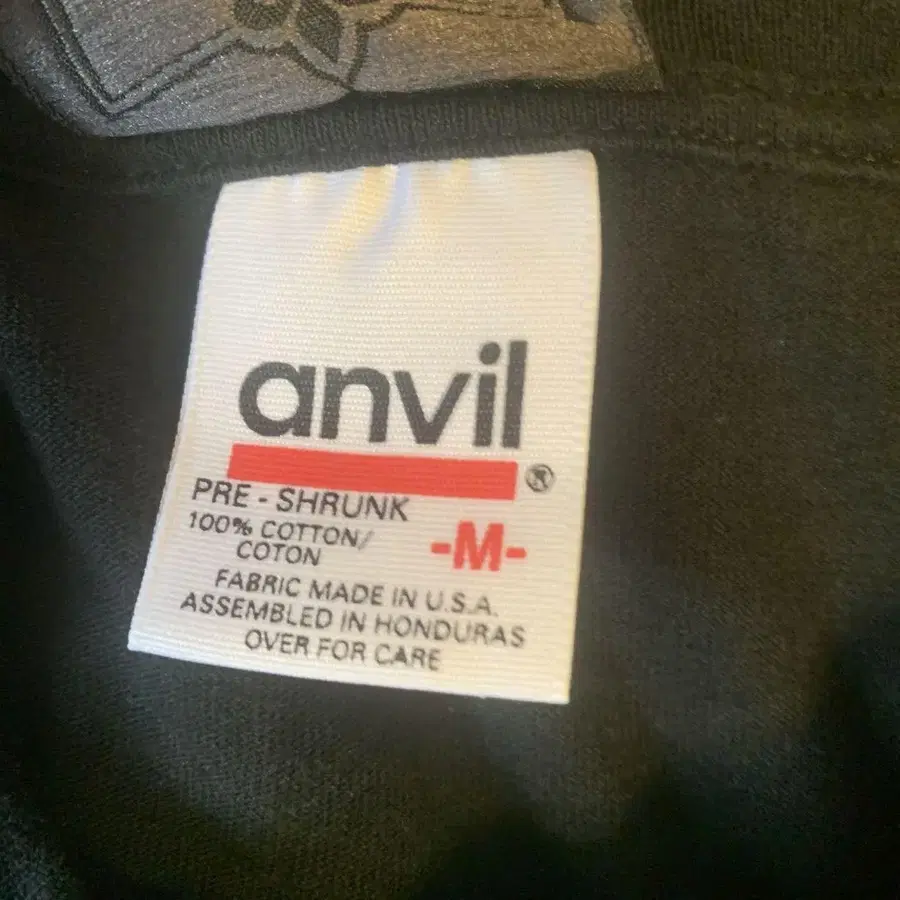 anvil
®
PRE - SHRUNK
100% COTTON/
COTON
-M-
FABRIC MADE IN U.S.A.
ASSEMBLED IN HONDURAS
OVER FOR CARE